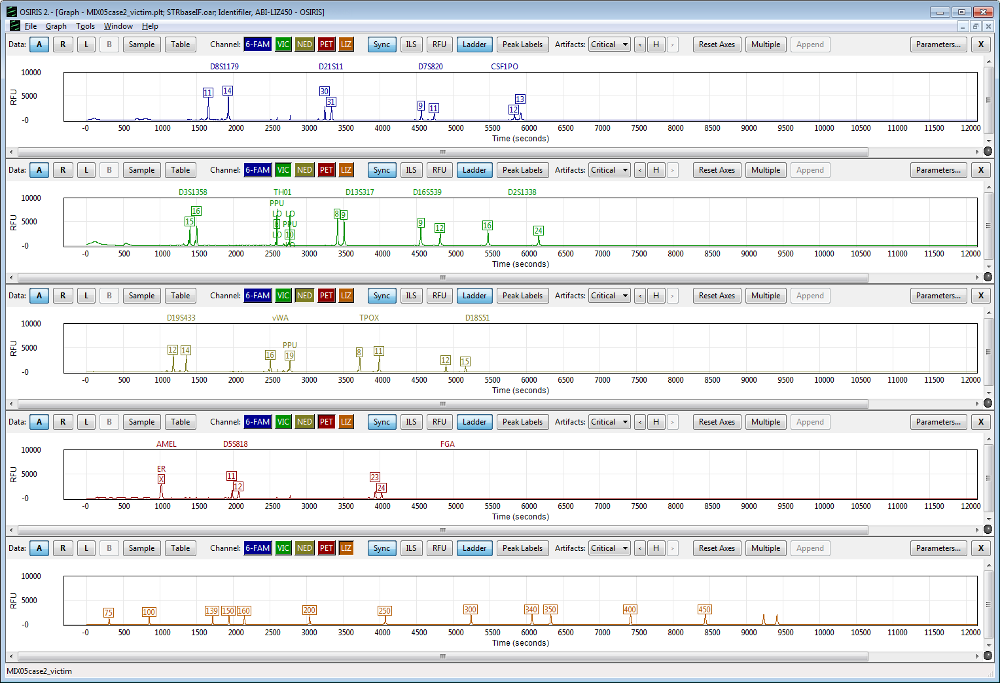 OSIRIS 2.- [Graph - MIX05case2_victim.plt; STRbaseIF.oar; Identifiler, ABI-LIZ450 - OSIRIS]
File Graph Tools Window Help
Data: A R L B Sample Table Channel: 6-FAM VIC NED PET LIZ Sync ILS RFU Ladder Peak Labels Artifacts: Critical < H > Reset Axes Multiple Append Parameters... X
D8S1179 D21S11 D7S820 CSF1PO
10000
5000
-0
RFU
11 14 30 31 9 11 12 13
-0 500 1000 1500 2000 2500 3000 3500 4000 4500 5000 5500 6000 6500 7000 7500 8000 8500 9000 9500 10000 10500 11000 11500 12000
Time (seconds)
Data: A R L B Sample Table Channel: 6-FAM VIC NED PET LIZ Sync ILS RFU Ladder Peak Labels Artifacts: Critical < H > Reset Axes Multiple Append Parameters... X
D3S1358 TH01 D13S317 D16S539 D2S1338
10000
5000
-0
RFU
PPU
LO LO
8 PPU
LO 10
15 16 8 9 9 12 16 24
-0 500 1000 1500 2000 2500 3000 3500 4000 4500 5000 5500 6000 6500 7000 7500 8000 8500 9000 9500 10000 10500 11000 11500 12000
Time (seconds)
Data: A R L B Sample Table Channel: 6-FAM VIC NED PET LIZ Sync ILS RFU Ladder Peak Labels Artifacts: Critical < H > Reset Axes Multiple Append Parameters... X
D19S433 vWA TPOX D18S51
10000
5000
-0
RFU
PPU
12 14 16 19 8 11 12 15
-0 500 1000 1500 2000 2500 3000 3500 4000 4500 5000 5500 6000 6500 7000 7500 8000 8500 9000 9500 10000 10500 11000 11500 12000
Time (seconds)
Data: A R L B Sample Table Channel: 6-FAM VIC NED PET LIZ Sync ILS RFU Ladder Peak Labels Artifacts: Critical < H > Reset Axes Multiple Append Parameters... X
AMEL D5S818 FGA
10000
5000
-0
RFU
ER
X 11 12 23 24
-0 500 1000 1500 2000 2500 3000 3500 4000 4500 5000 5500 6000 6500 7000 7500 8000 8500 9000 9500 10000 10500 11000 11500 12000
Time (seconds)
Data: A R L B Sample Table Channel: 6-FAM VIC NED PET LIZ Sync ILS RFU Ladder Peak Labels Artifacts: Critical < H > Reset Axes Multiple Append Parameters... X
10000
5000
-0
RFU
75 100 139 150 160 200 250 300 340 350 400 450
-0 500 1000 1500 2000 2500 3000 3500 4000 4500 5000 5500 6000 6500 7000 7500 8000 8500 9000 9500 10000 10500 11000 11500 12000
Time (seconds)
MIX05case2_victim